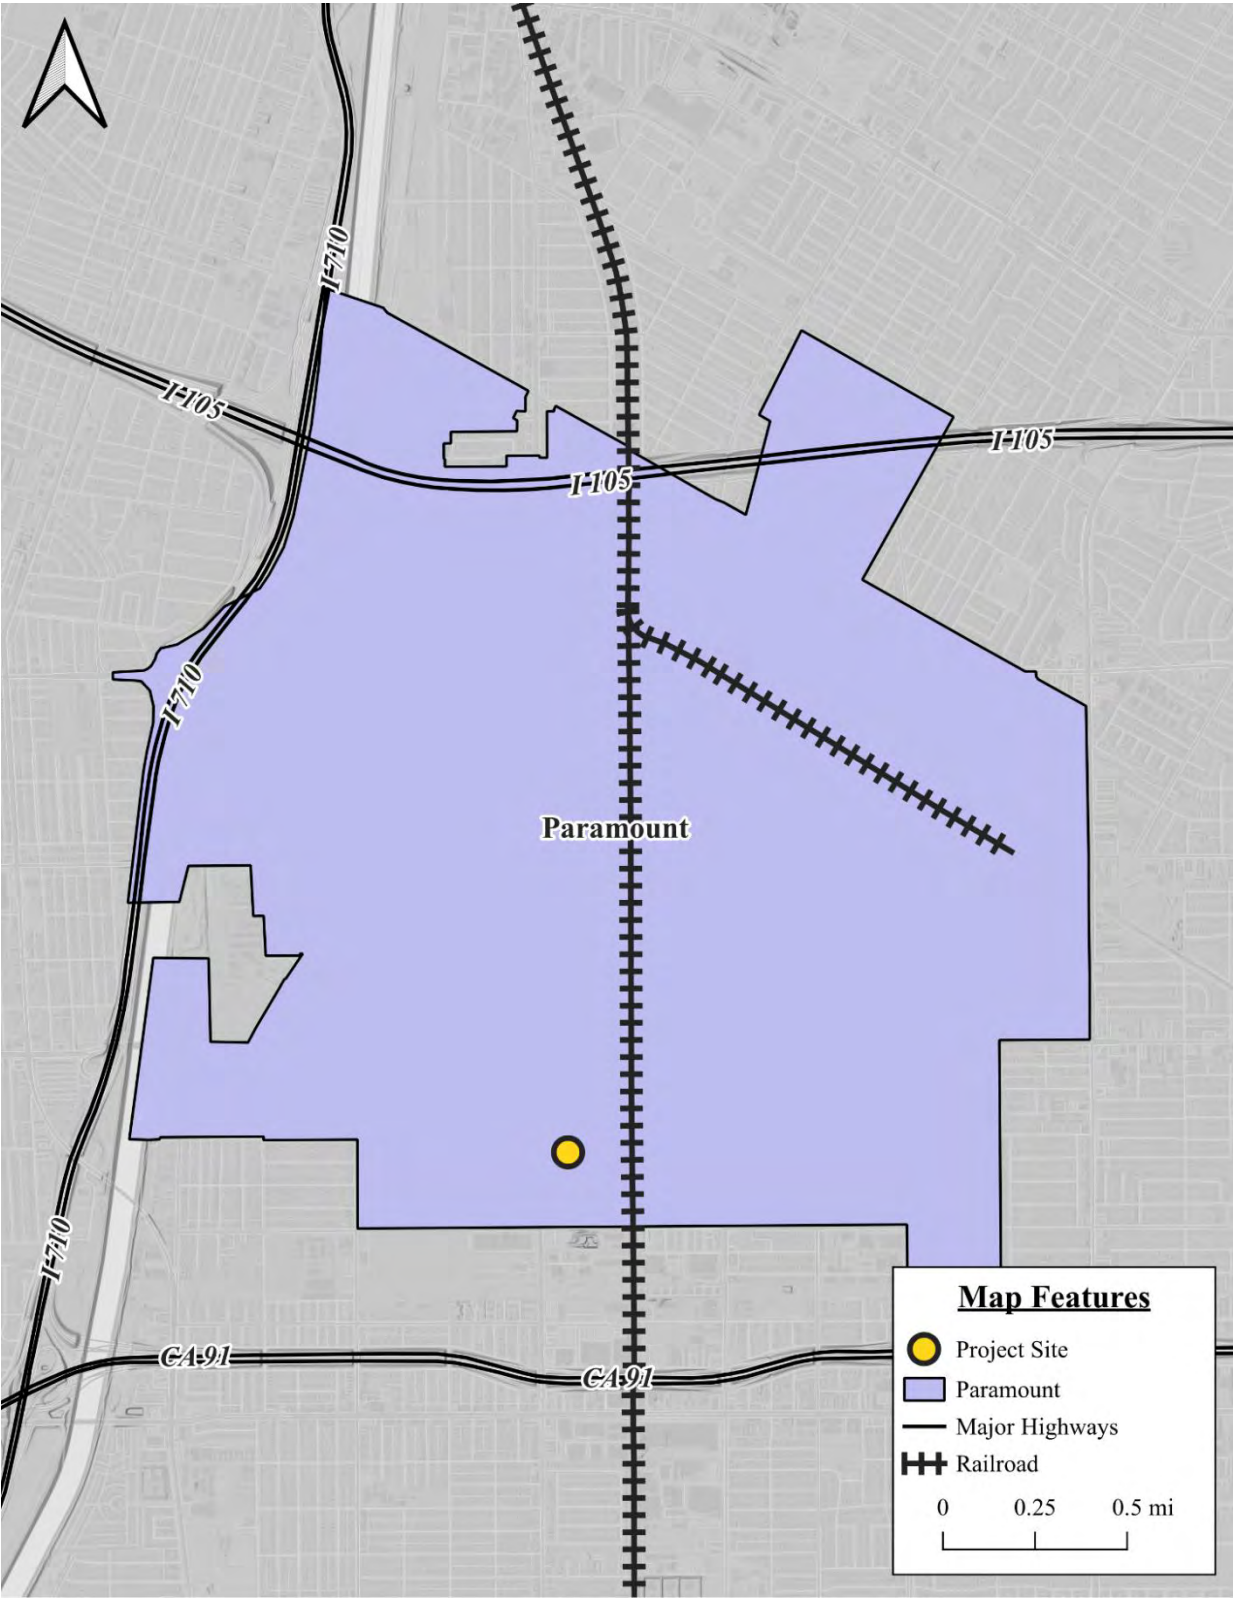 I 710
I 105
I 105
I 105
I 710
Paramount
I 710
CA 91
CA 91
Map Features
Project Site
Paramount
Major Highways
Railroad
0 0.25 0.5 mi